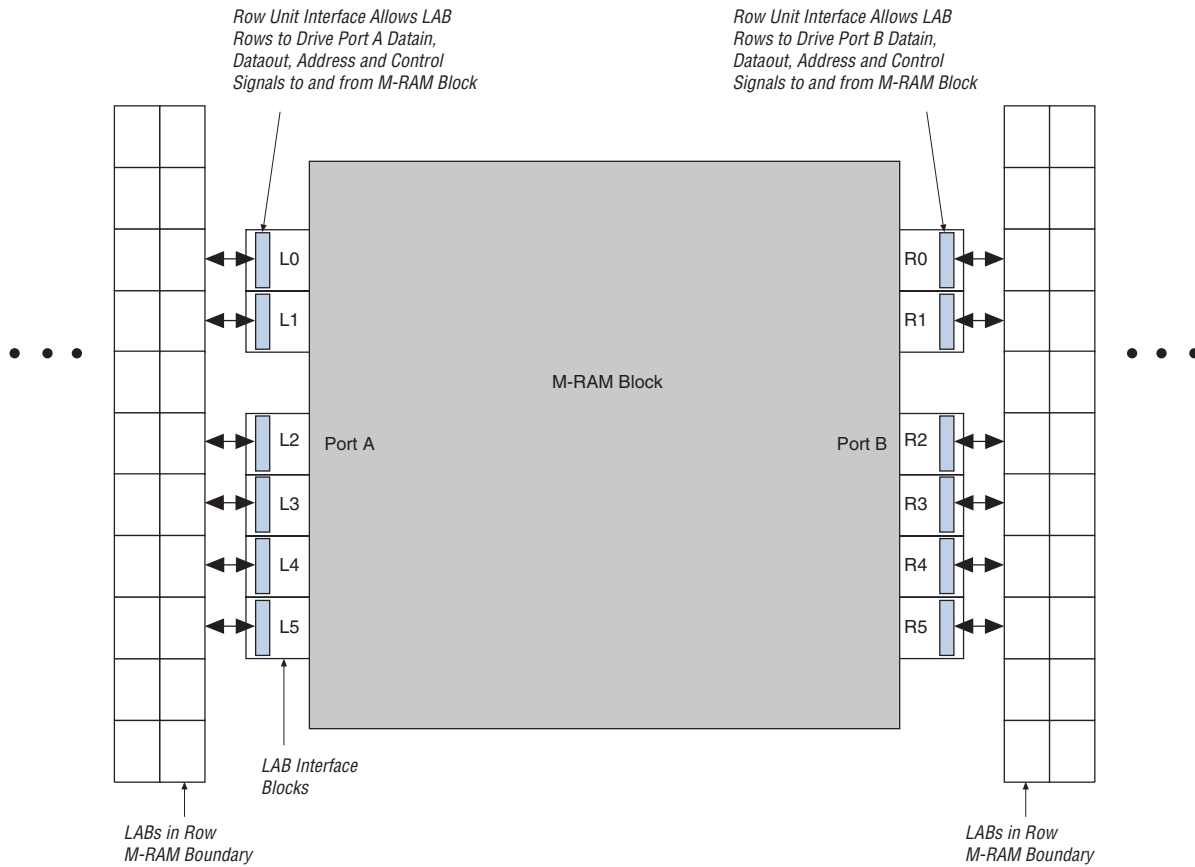 Row Unit Interface Allows LAB
Rows to Drive Port A Datain,
Dataout, Address and Control
Signals to and from M-RAM Block
Row Unit Interface Allows LAB
Rows to Drive Port B Datain,
Dataout, Address and Control
Signals to and from M-RAM Block
L0
R0
L1
R1
M-RAM Block
L2
Port A
Port B
R2
L3
R3
L4
R4
L5
R5
LAB Interface
Blocks
LABs in Row
M-RAM Boundary
LABs in Row
M-RAM Boundary